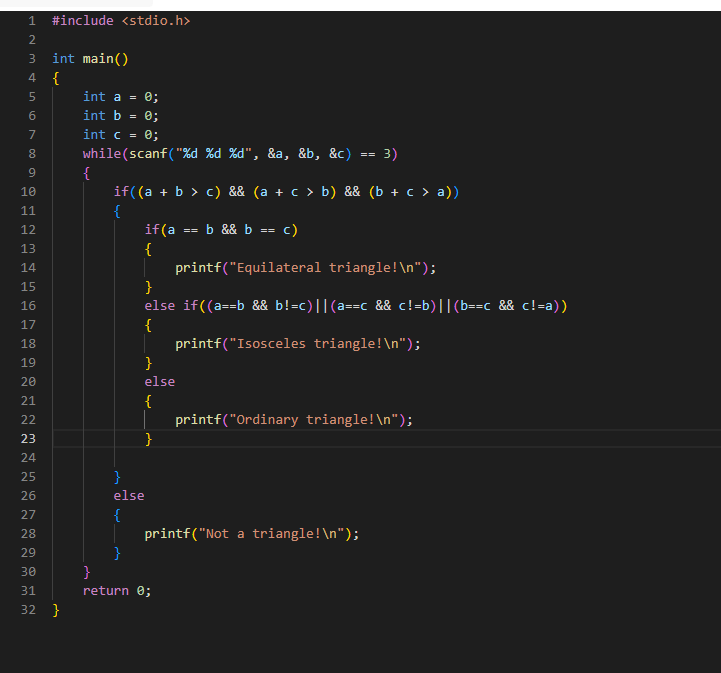 1 #include <stdio.h>
2
3 int main()
4 {
5     int a = 0;
6     int b = 0;
7     int c = 0;
8     while(scanf("%d %d %d", &a, &b, &c) == 3)
9     {
10         if((a + b > c) && (a + c > b) && (b + c > a))
11         {
12             if(a == b && b == c)
13             {
14                 printf("Equilateral triangle!\n");
15             }
16             else if((a==b && b!=c)||(a==c && c!=b)||(b==c && c!=a))
17             {
18                 printf("Isosceles triangle!\n");
19             }
20             else
21             {
22                 printf("Ordinary triangle!\n");
23             }
24
25         }
26         else
27         {
28             printf("Not a triangle!\n");
29         }
30     }
31     return 0;
32 }